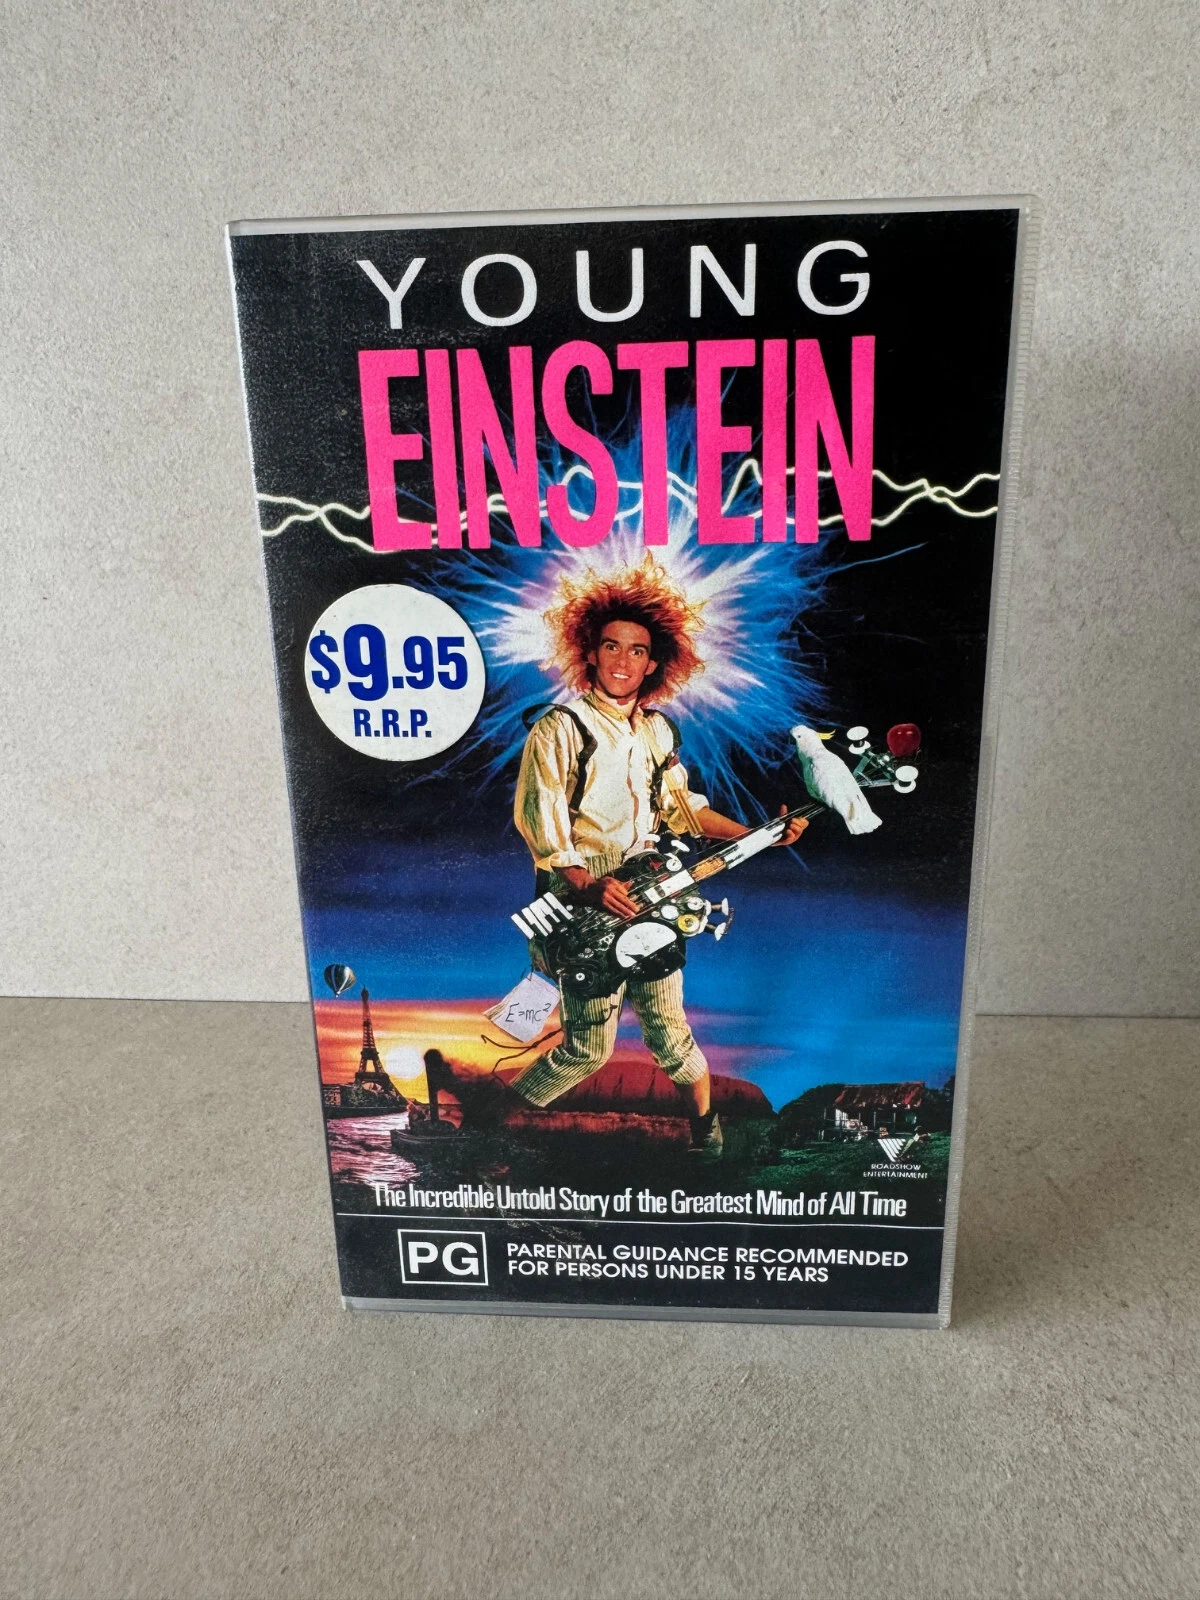 YOUNG
EINSTEIN
$9.95
R.R.P.
E=mc²
ROADSHOW
ENTERTAINMENT
The Incredible Untold Story of the Greatest Mind of All Time
PG
PARENTAL GUIDANCE RECOMMENDED
FOR PERSONS UNDER 15 YEARS